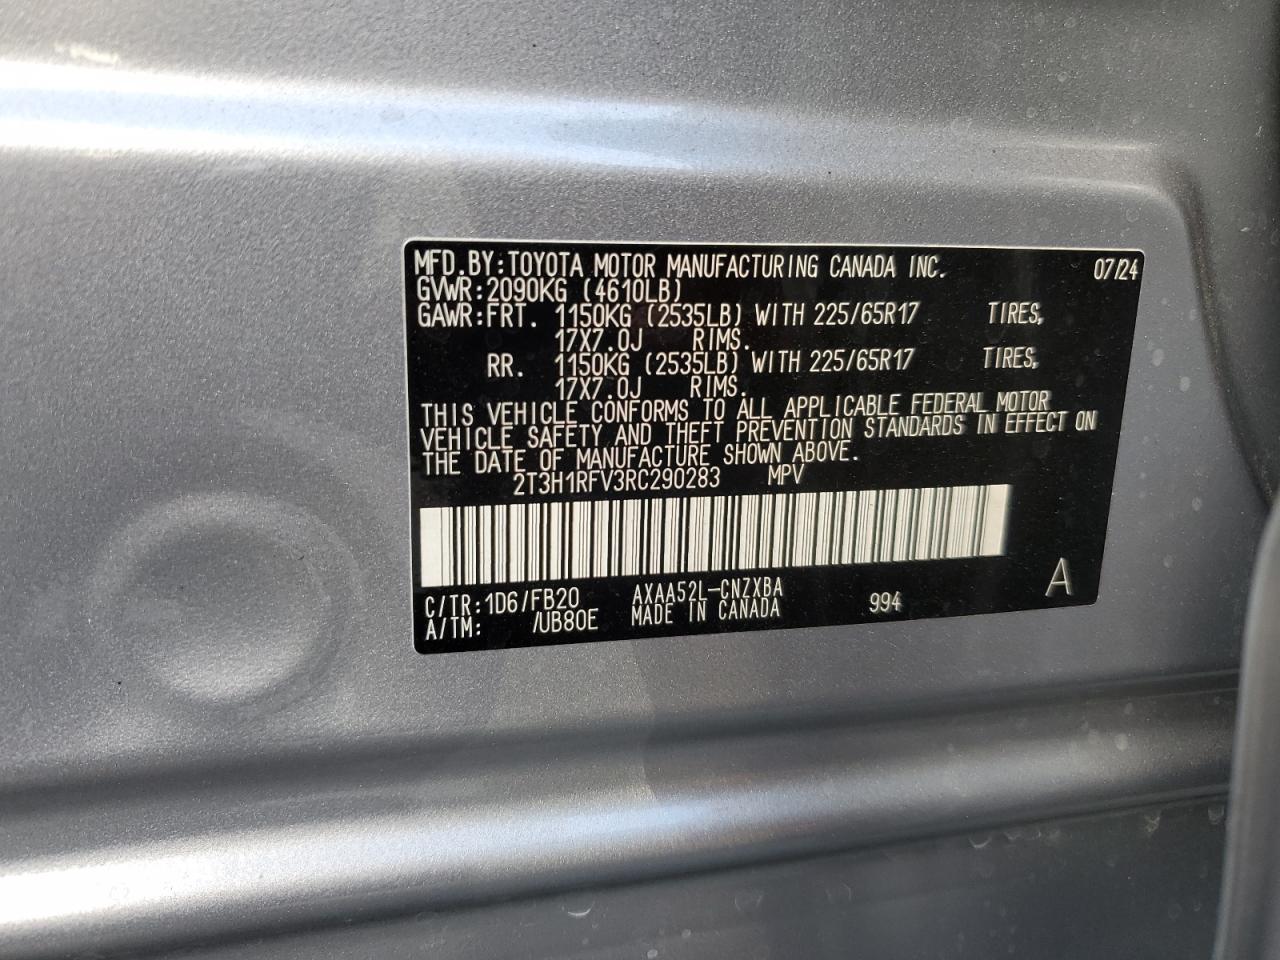 MFD.BY:TOYOTA MOTOR MANUFACTURING CANADA INC. 07/24
GVWR:2090KG (4610LB)
GAWR:FRT. 1150KG (2535LB) WITH 225/65R17 TIRES,
17X7.0J RIMS.
RR. 1150KG (2535LB) WITH 225/65R17 TIRES,
17X7.0J RIMS.
THIS VEHICLE CONFORMS TO ALL APPLICABLE FEDERAL MOTOR
VEHICLE SAFETY AND THEFT PREVENTION STANDARDS IN EFFECT ON
THE DATE OF MANUFACTURE SHOWN ABOVE.
2T3H1RFV3RC290283 MPV
C/TR:1D6/FB20 AXAA52L-CNZXBA 994 A
A/TM: /UB80E MADE IN CANADA